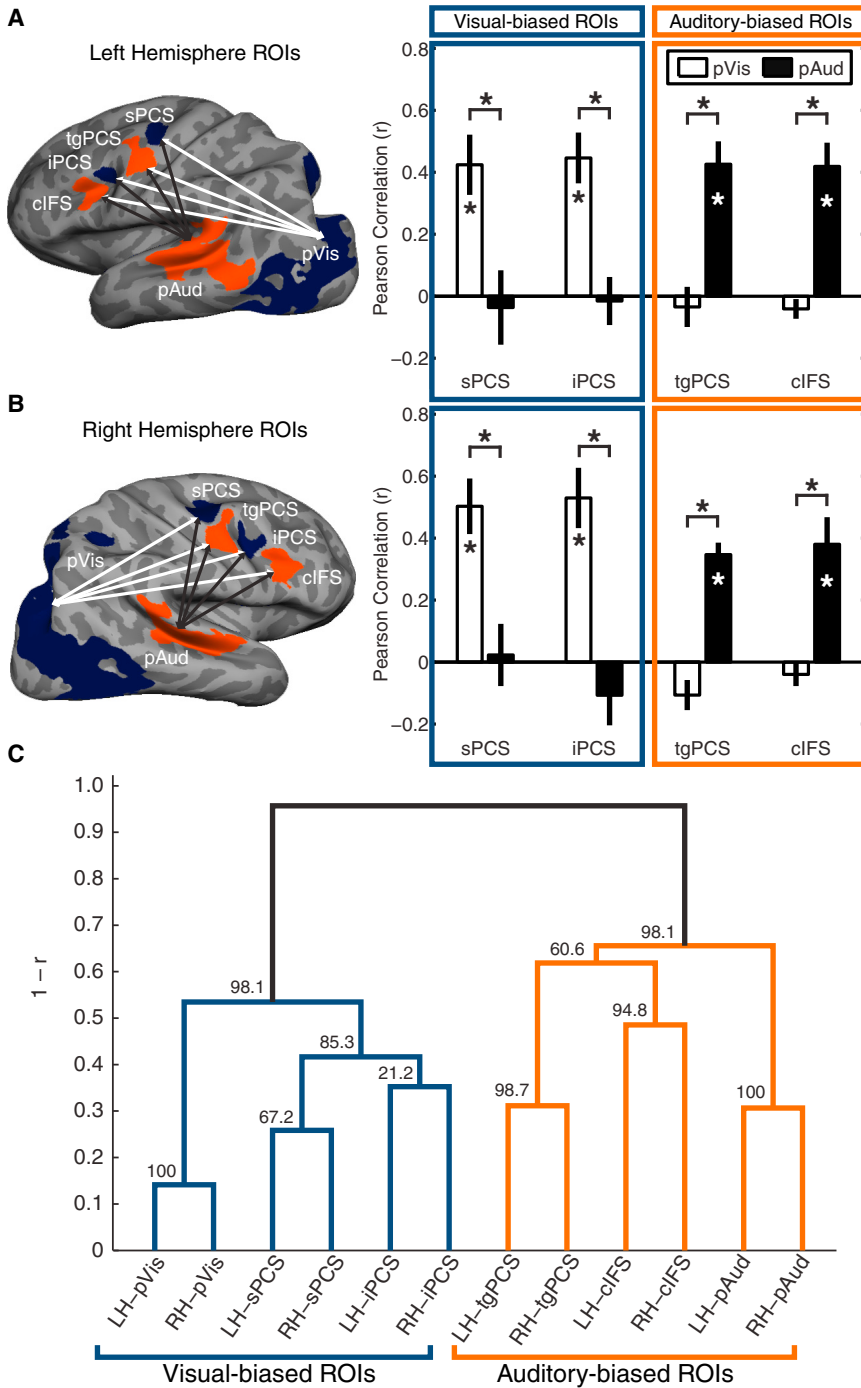 A
Visual-biased ROIs
Auditory-biased ROIs
Left Hemisphere ROIs
sPCS
tgPCS
iPCS
cIFS
pAud
pVis
Pearson Correlation (r)
0.8
0.6
0.4
0.2
0
−0.2
pVis pAud
* * * *
* * * *
sPCS iPCS tgPCS cIFS
B
Right Hemisphere ROIs
sPCS
tgPCS
iPCS
cIFS
pVis
pAud
Pearson Correlation (r)
0.8
0.6
0.4
0.2
0
−0.2
* * * *
* * * *
sPCS iPCS tgPCS cIFS
C
1 − r
1.0
0.9
0.8
0.7
0.6
0.5
0.4
0.3
0.2
0.1
0
98.1
98.1
60.6
94.8
85.3
21.2
67.2
98.7
100
100
LH−pVis
RH−pVis
LH−sPCS
RH−sPCS
LH−iPCS
RH−iPCS
LH−tgPCS
RH−tgPCS
LH−cIFS
RH−cIFS
LH−pAud
RH−pAud
Visual-biased ROIs
Auditory-biased ROIs